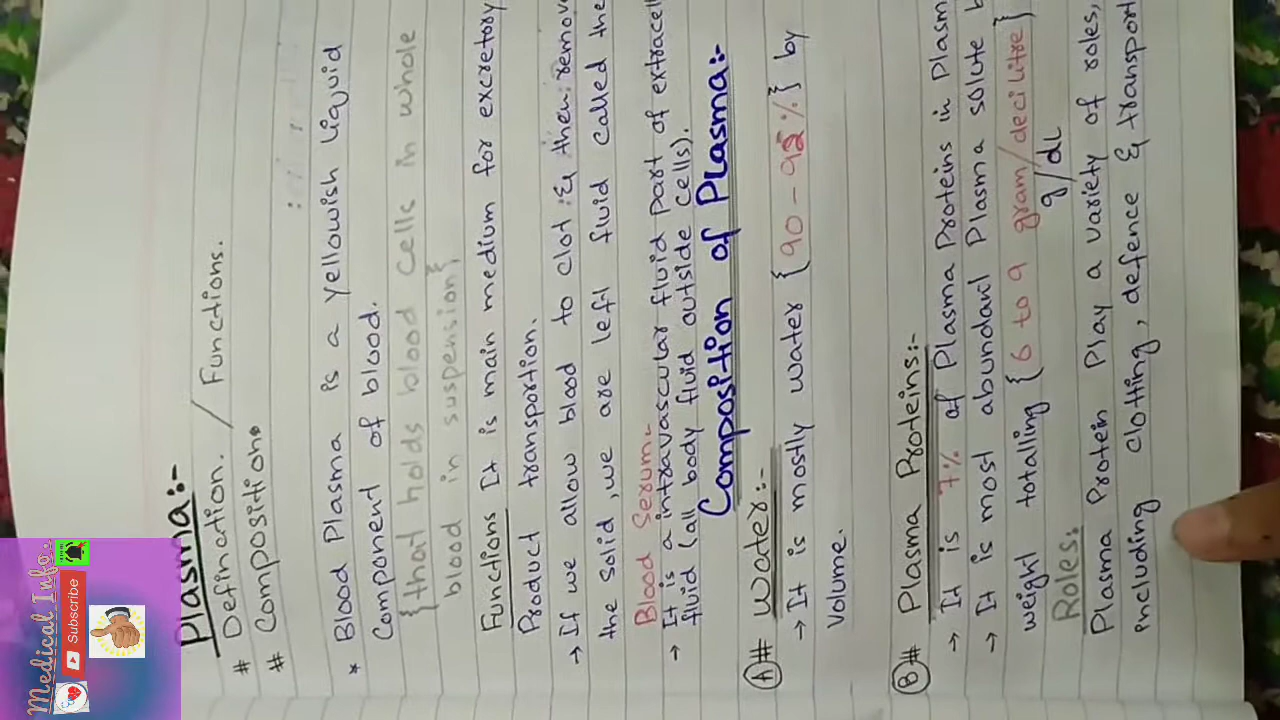 Plasma:-
# Defination. / Functions.
# Composition.
* Blood Plasma is a yellowish liquid
Component of blood.
{that holds blood cells in whole
blood in suspension}
Functions It is main medium for excretory
Product transportion.
→ If we allow blood to clot & then remove
the solid, we are left fluid called the
Blood Serum.
→ It is a intravascular fluid part of extracell
fluid (all body fluid outside cells).
Composition of Plasma:-
(A)# Water:-
→ It is mostly water {90-95%} by
volume.
(B)# Plasma Proteins:-
→ It is 7% of Plasma Proteins in Plasm
→ It is most abundant Plasma solute b
weight totalling {6 to 9 gram/decilitre}
g/dL
Roles:
Plasma Protein Play a variety of roles,
including clotting, defence & transport
Medical Info:-
Subscribe